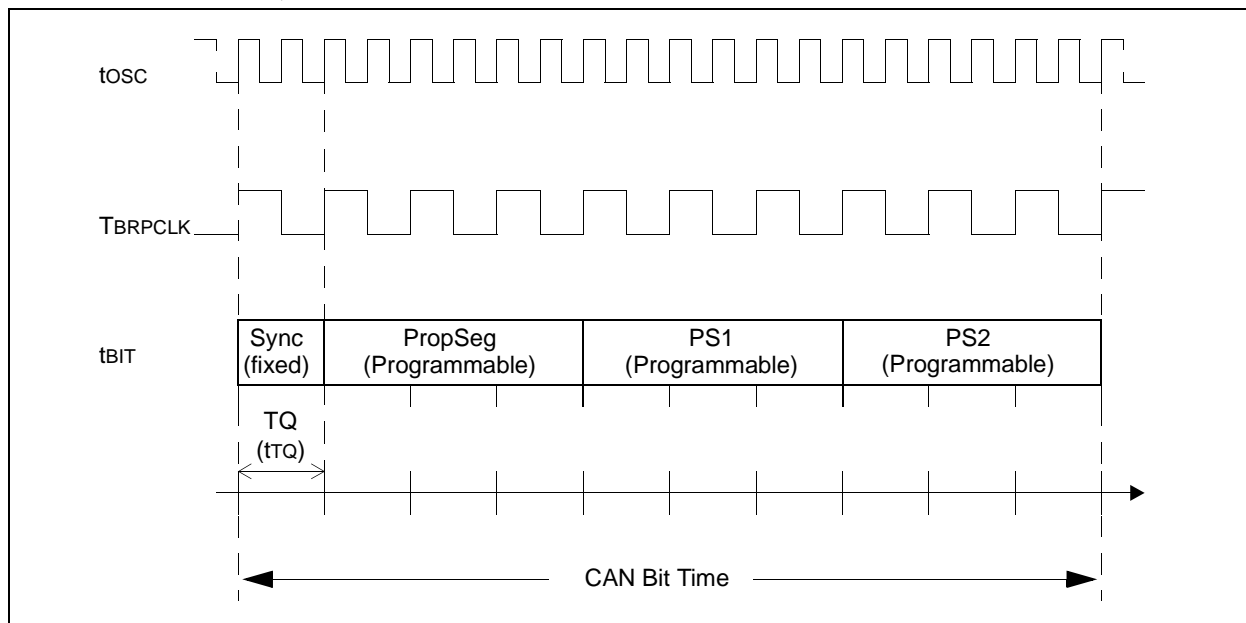 tOSC
TBRPCLK
tBIT
Sync
(fixed)
PropSeg
(Programmable)
PS1
(Programmable)
PS2
(Programmable)
TQ
(tTQ)
CAN Bit Time